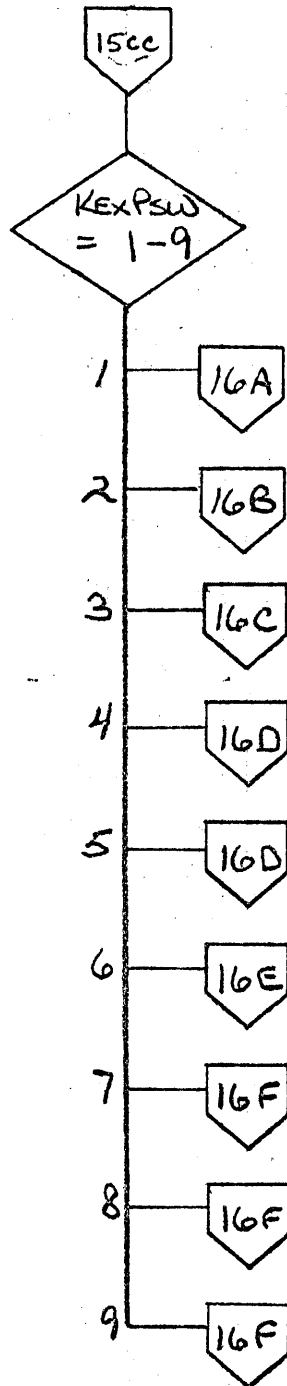 15cc
KEXPSW
= 1-9
1 16A
2 16B
3 16C
4 16D
5 16D
6 16E
7 16F
8 16F
9 16F